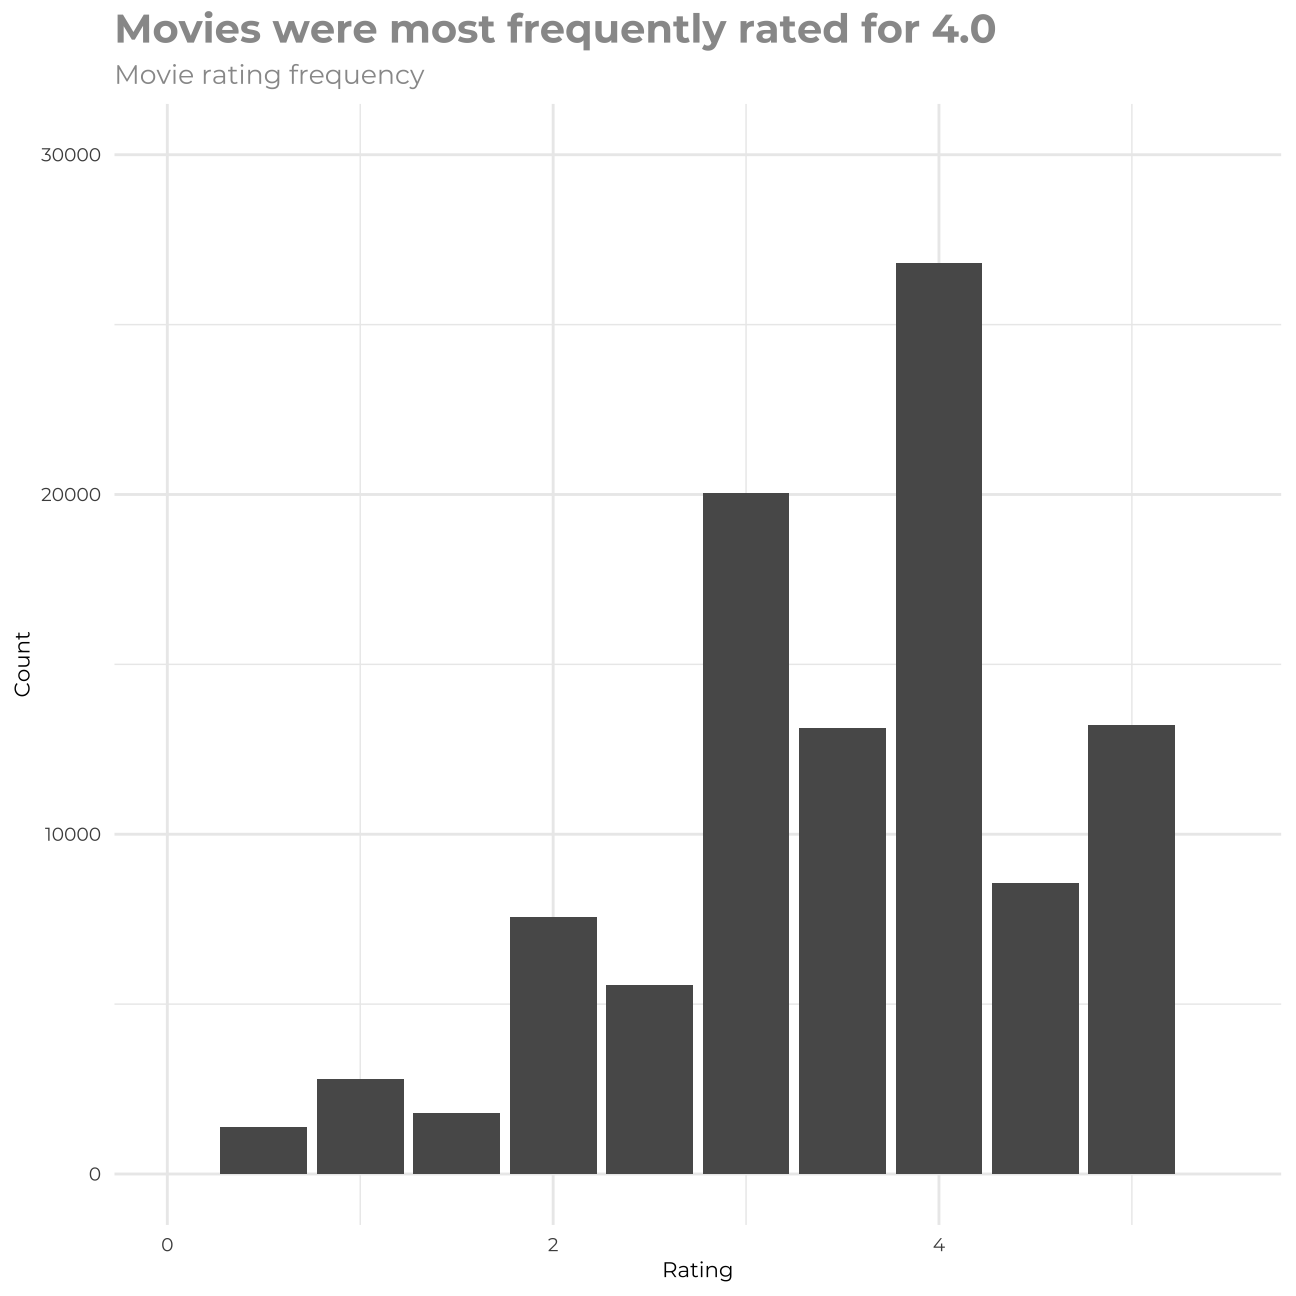 Movies were most frequently rated for 4.0
Movie rating frequency
30000
20000
10000
0
Count
0
2
4
Rating